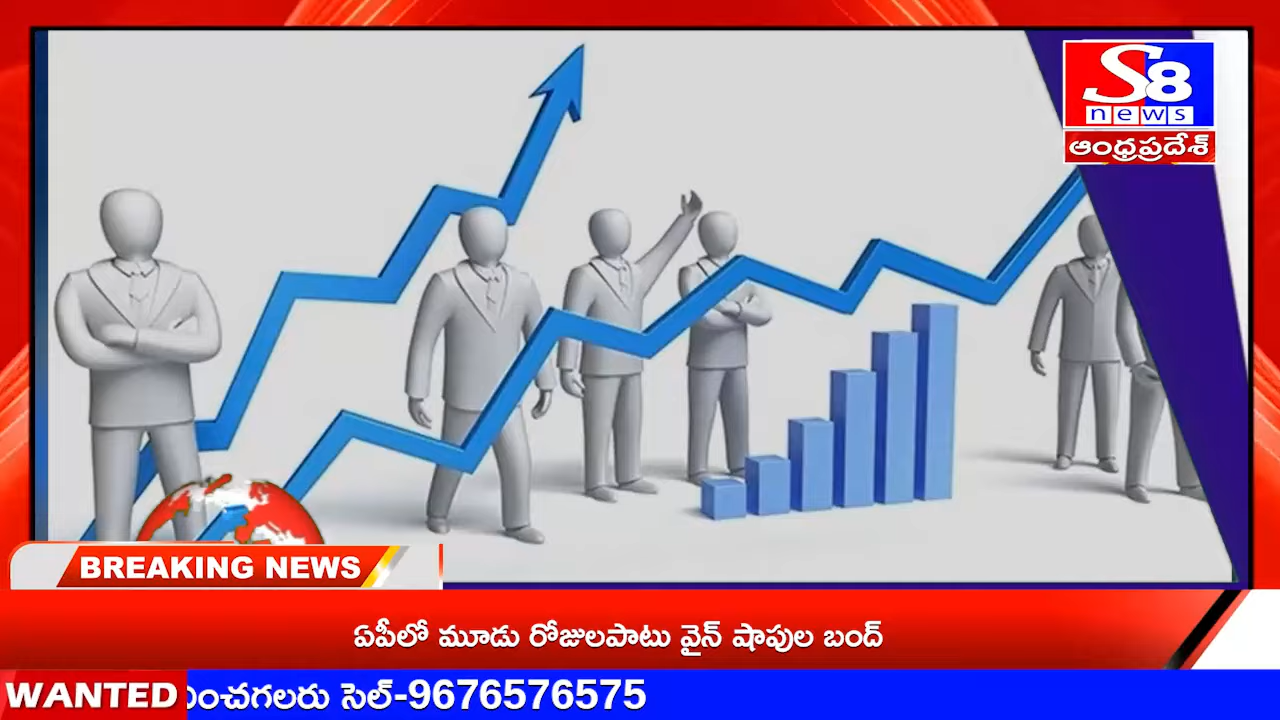 S8
news
ఆంధ్రప్రదేశ్
BREAKING NEWS
ఏపీలో మూడు రోజులపాటు వైన్ షాపుల బంద్
WANTED
సెల్-9676576575